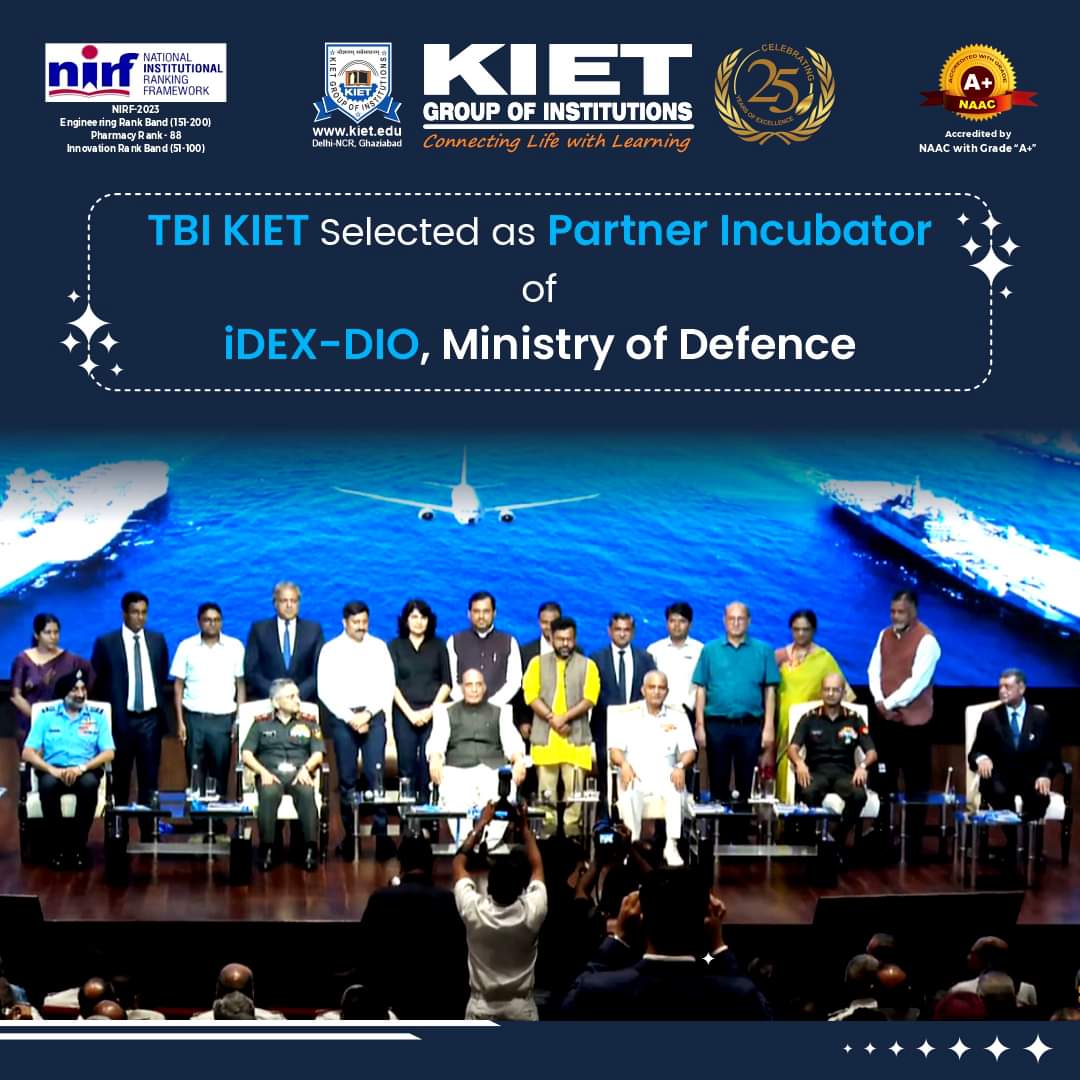 nirf
NATIONAL
INSTITUTIONAL
RANKING
FRAMEWORK
NIRF-2023
Engineering Rank Band (151-200)
Pharmacy Rank - 88
Innovation Rank Band (51-100)
KIET GROUP OF INSTITUTIONS
KIET
www.kiet.edu
Delhi-NCR, Ghaziabad
KIET
GROUP OF INSTITUTIONS
Connecting Life with Learning
CELEBRATING
25
YEARS OF EXCELLENCE
ACCREDITED WITH GRADE
A+
NAAC
Accredited by
NAAC with Grade "A+"
TBI KIET Selected as Partner Incubator
of
iDEX-DIO, Ministry of Defence